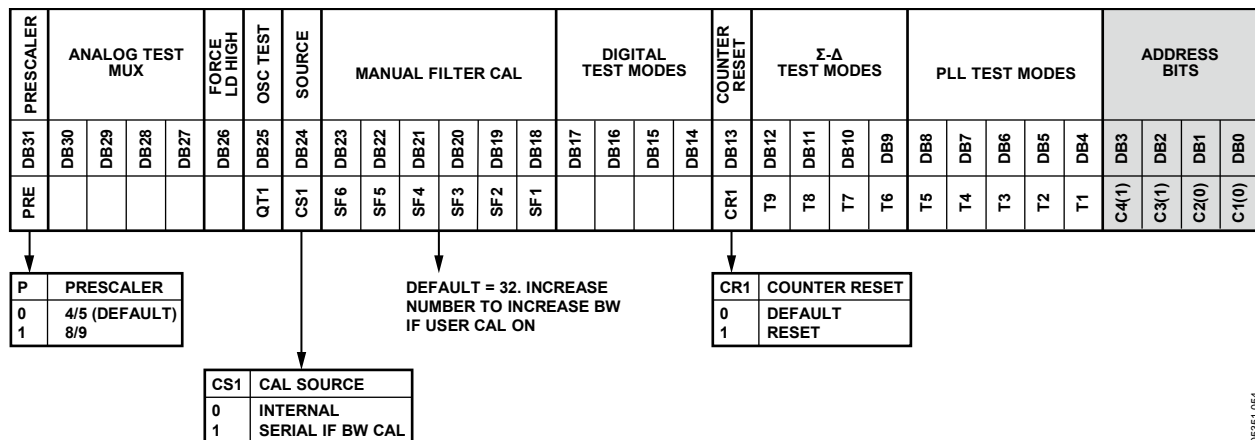 PRESCALER
ANALOG TEST
MUX
FORCE
LD HIGH
OSC TEST
SOURCE
MANUAL FILTER CAL
DIGITAL
TEST MODES
COUNTER
RESET
Σ-Δ
TEST MODES
PLL TEST MODES
ADDRESS
BITS
DB31 DB30 DB29 DB28 DB27 DB26 DB25 DB24 DB23 DB22 DB21 DB20 DB19 DB18 DB17 DB16 DB15 DB14 DB13 DB12 DB11 DB10 DB9 DB8 DB7 DB6 DB5 DB4 DB3 DB2 DB1 DB0
PRE QT1 CS1 SF6 SF5 SF4 SF3 SF2 SF1 CR1 T9 T8 T7 T6 T5 T4 T3 T2 T1 C4(1) C3(1) C2(0) C1(0)
P PRESCALER
0 4/5 (DEFAULT)
1 8/9
DEFAULT = 32. INCREASE
NUMBER TO INCREASE BW
IF USER CAL ON
CR1 COUNTER RESET
0 DEFAULT
1 RESET
CS1 CAL SOURCE
0 INTERNAL
1 SERIAL IF BW CAL